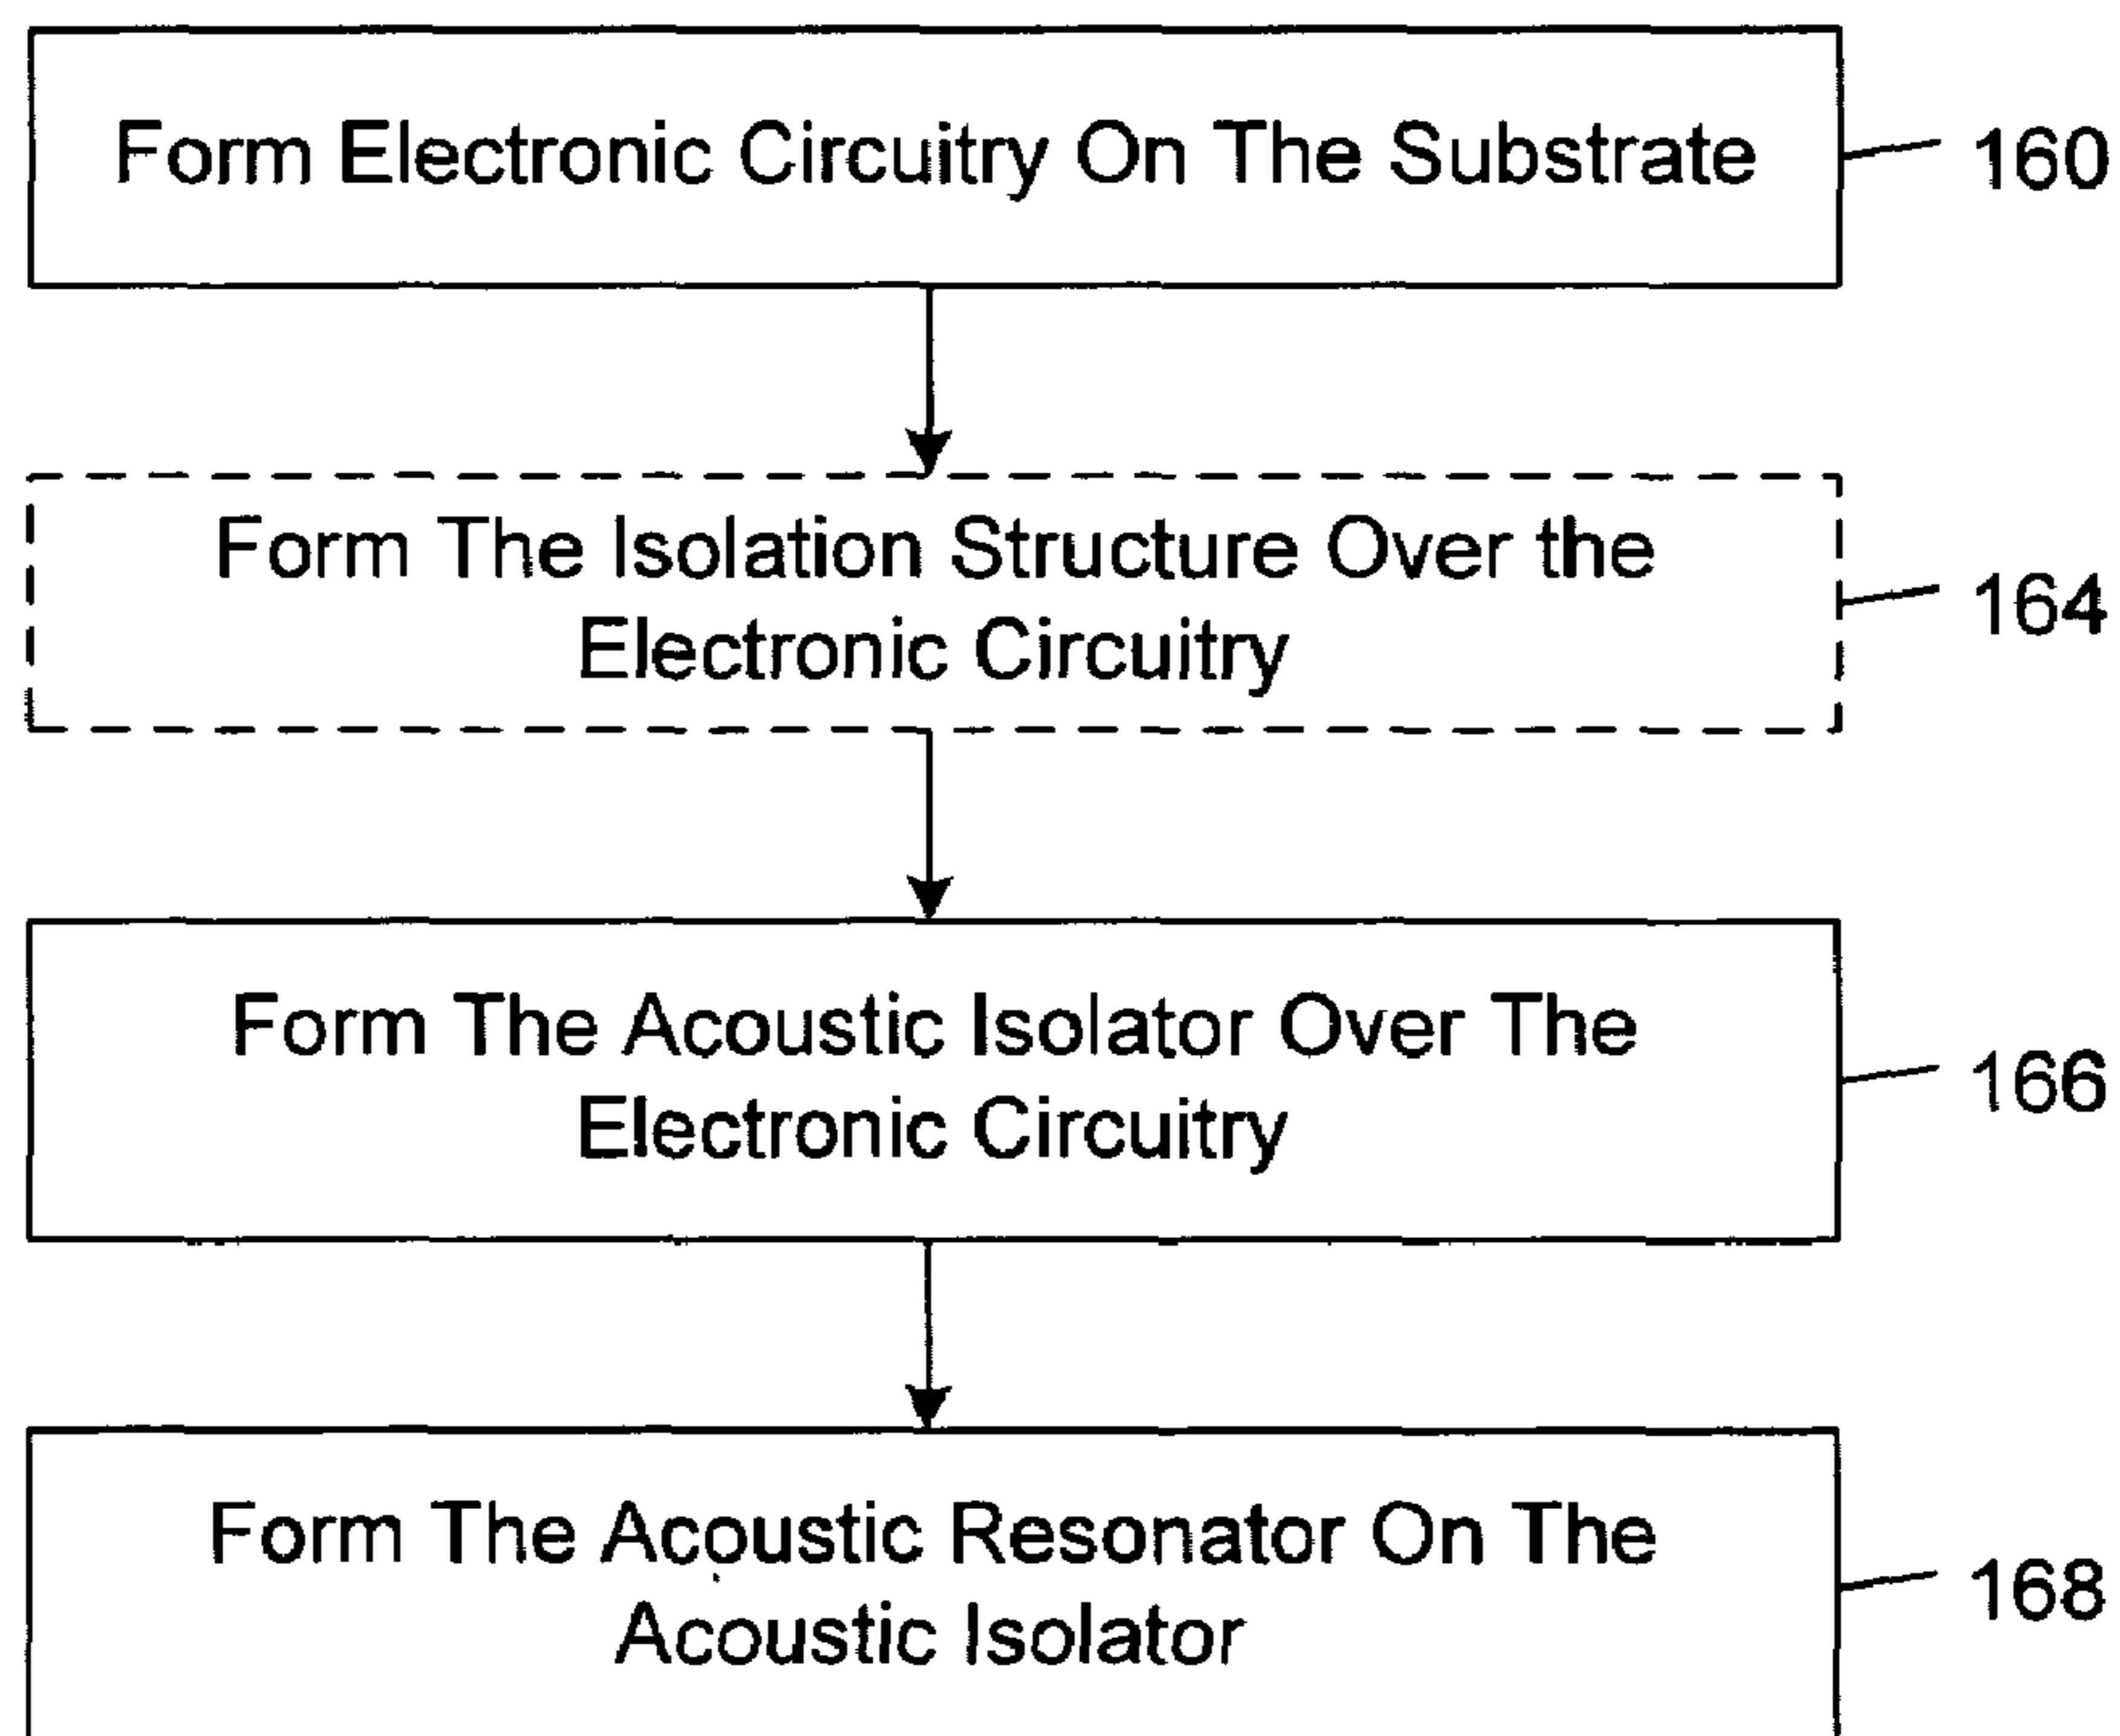 Form Electronic Circuitry On The Substrate
160
Form The Isolation Structure Over the
Electronic Circuitry
164
Form The Acoustic Isolator Over The
Electronic Circuitry
166
Form The Acoustic Resonator On The
Acoustic Isolator
168